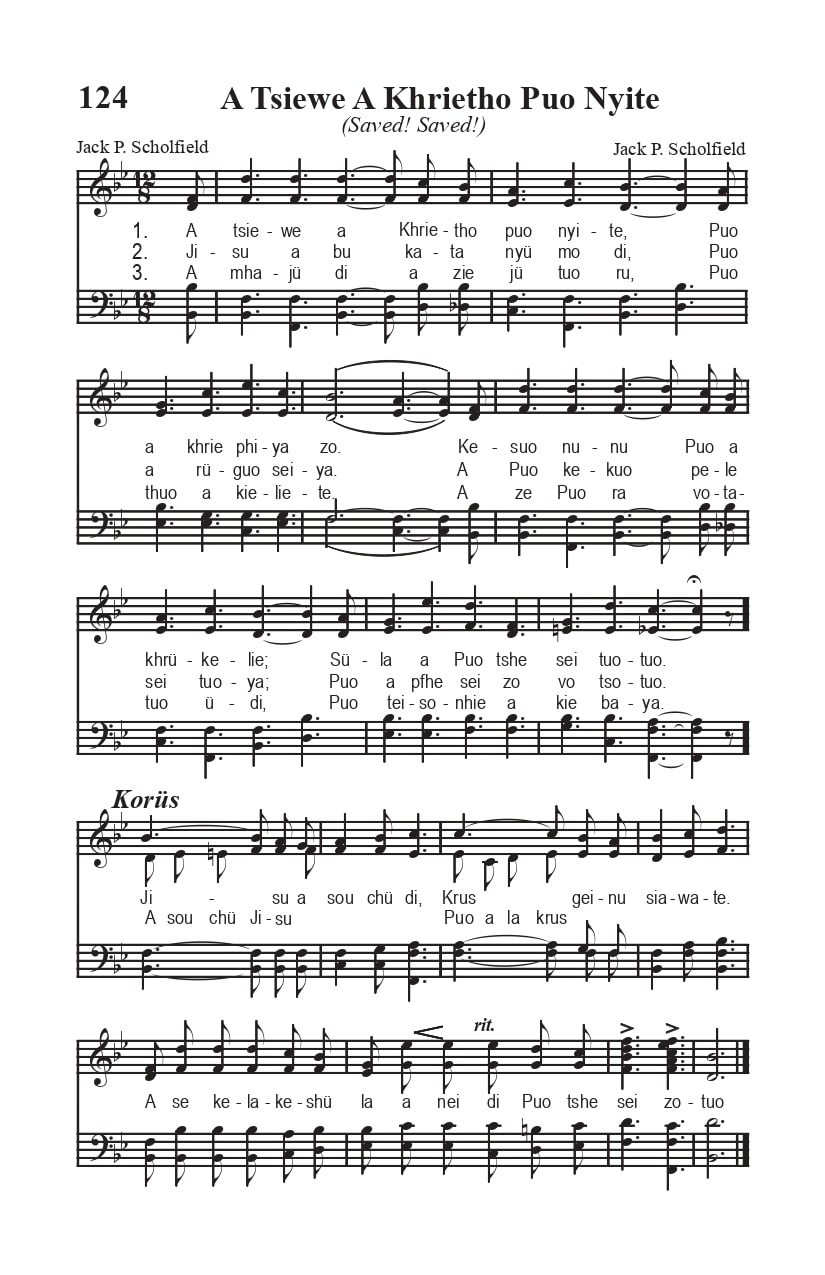 124
A Tsiewe A Khrietho Puo Nyite
(Saved! Saved!)
Jack P. Scholfield
Jack P. Scholfield
1. A tsie - we a Khrie - tho puo nyi - te, Puo
2. Ji - su a bu ka - ta nyü mo di, Puo
3. A mha - jü di a zie jü tuo ru, Puo
a khrie phi - ya zo. Ke - suo nu - nu Puo a
a rü - guo sei - ya. A Puo ke - kuo pe - le
thuo a kie - lie - te. A ze Puo ra vo - ta-
khrü - ke - lie; Sü - la a Puo tshe sei tuo - tuo.
sei tuo - ya; Puo a pfhe sei zo vo tso - tuo.
tuo ü - di, Puo tei - so - nhie a kie ba - ya.
Korüs
Ji - su a sou chü di, Krus gei - nu sia - wa - te.
A sou chü Ji - su Puo a la krus
rit.
A se ke - la - ke - shü la a nei di Puo tshe sei zo - tuo